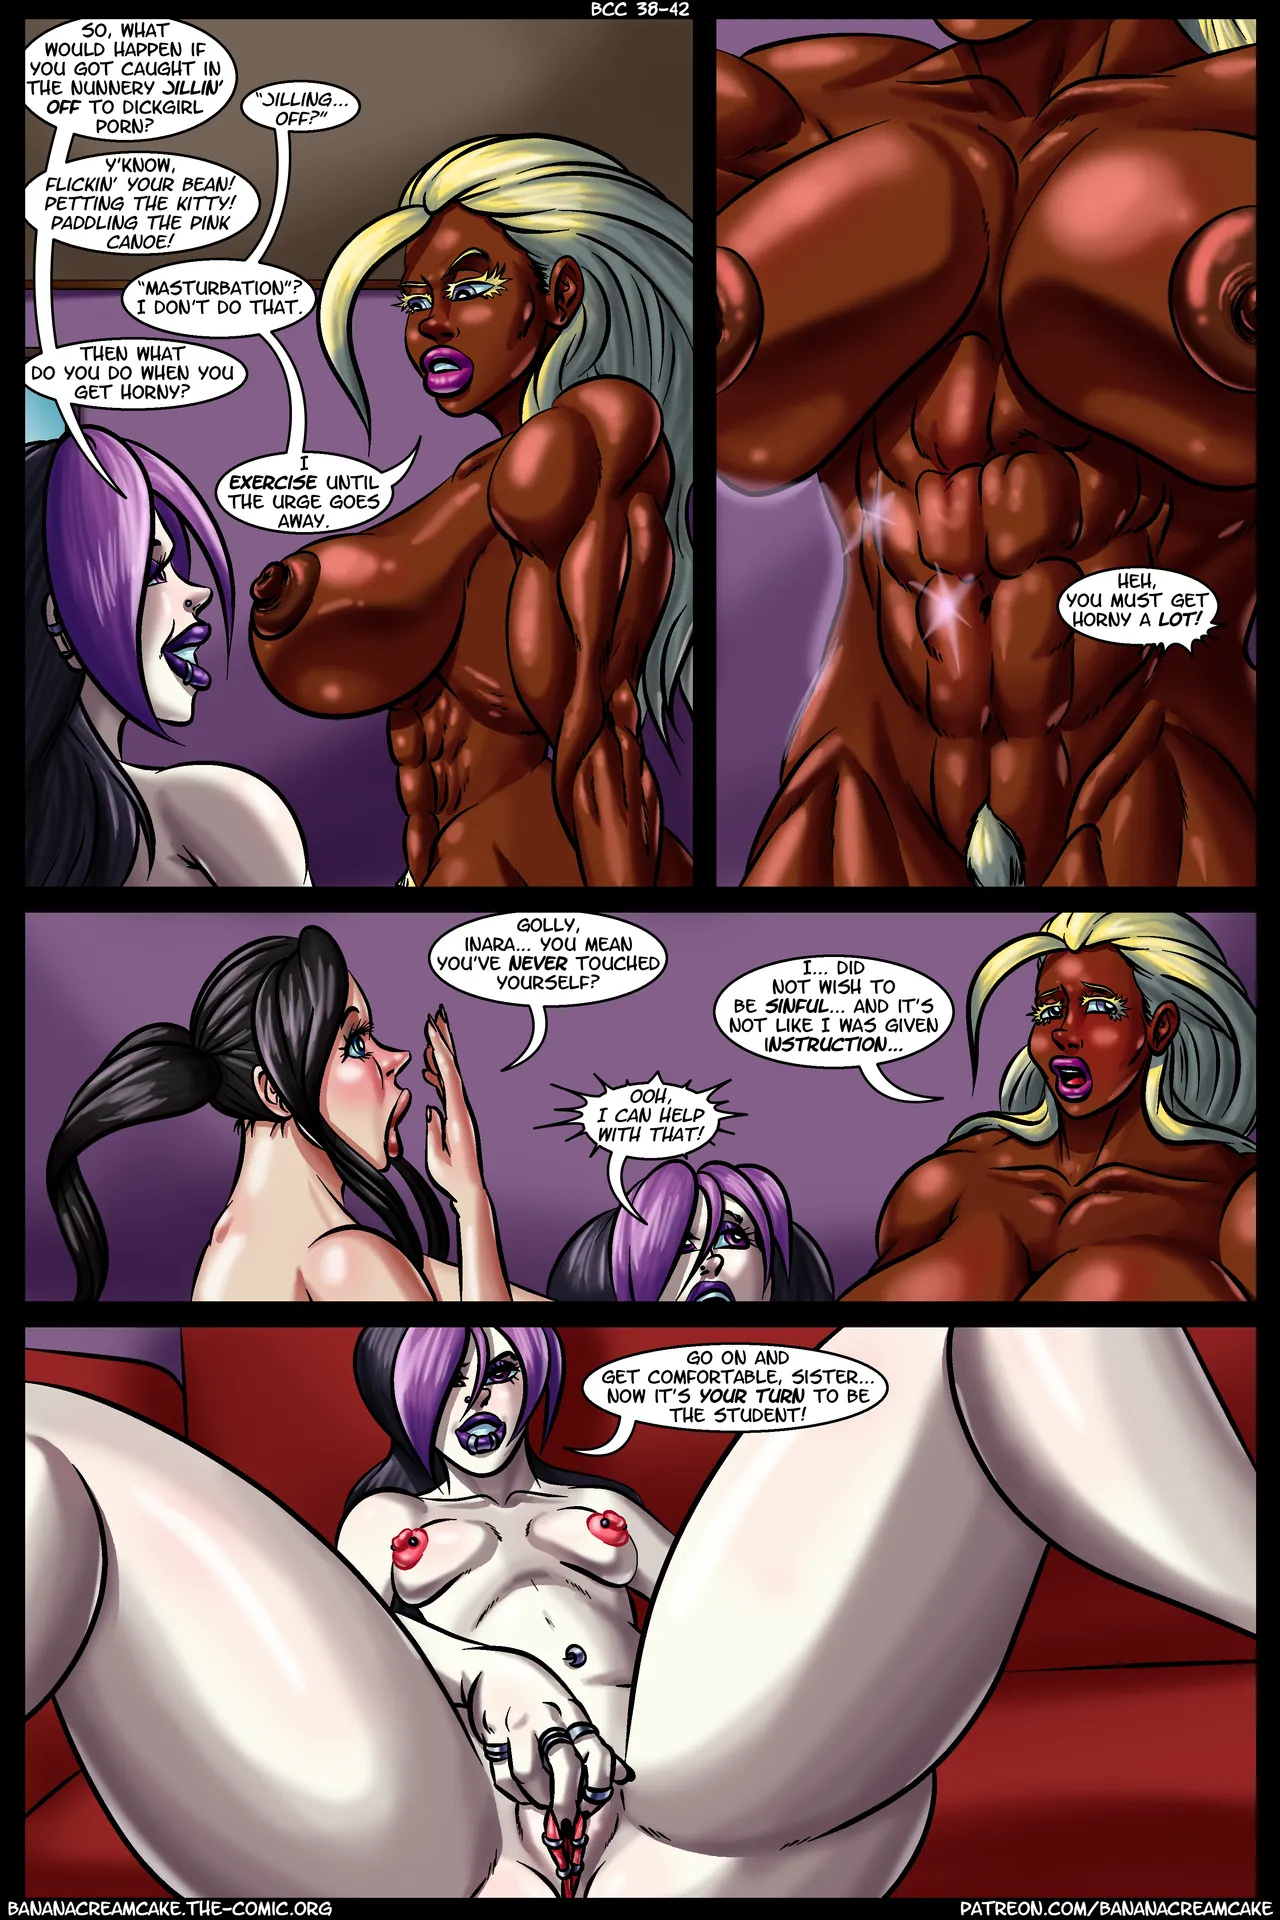 BCC 38-42
SO, WHAT
WOULD HAPPEN IF
YOU GOT CAUGHT IN
THE NUNNERY JILLIN'
OFF TO DICKGIRL
PORN?
"JILLING...
OFF?"
Y'KNOW,
FLICKIN' YOUR BEAN!
PETTING THE KITTY!
PADDLING THE PINK
CANOE!
"MASTURBATION"?
I DON'T DO THAT.
THEN WHAT
DO YOU DO WHEN YOU
GET HORNY?
I
EXERCISE UNTIL
THE URGE GOES
AWAY.
HEH,
YOU MUST GET
HORNY A LOT!
GOLLY,
INARA... YOU MEAN
YOU'VE NEVER TOUCHED
YOURSELF?
I... DID
NOT WISH TO
BE SINFUL... AND IT'S
NOT LIKE I WAS GIVEN
INSTRUCTION...
OOH,
I CAN HELP
WITH THAT!
GO ON AND
GET COMFORTABLE, SISTER...
NOW IT'S YOUR TURN TO BE
THE STUDENT!
BANANACREAMCAKE.THE-COMIC.ORG
PATREON.COM/BANANACREAMCAKE